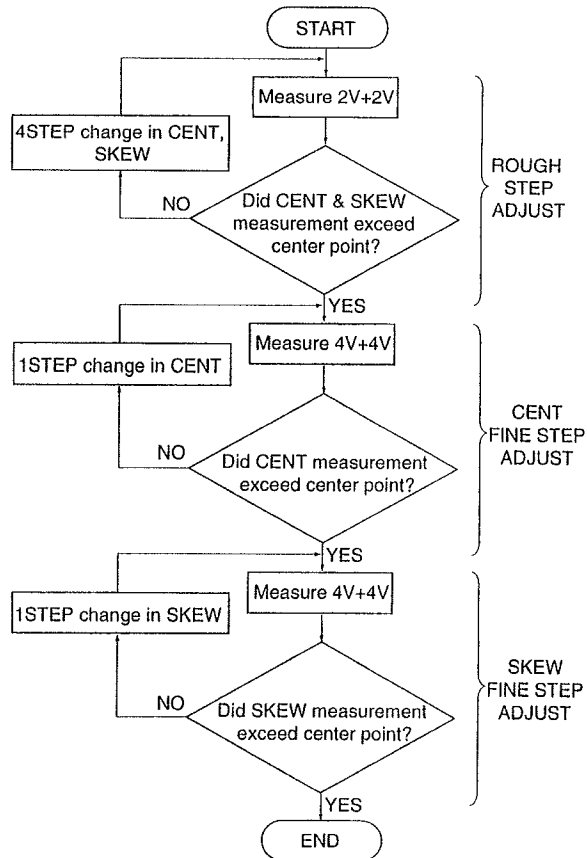 START
Measure 2V+2V
4STEP change in CENT,
SKEW
NO
Did CENT & SKEW
measurement exceed
center point?
ROUGH
STEP
ADJUST
YES
Measure 4V+4V
1STEP change in CENT
NO
Did CENT measurement
exceed center point?
CENT
FINE STEP
ADJUST
YES
Measure 4V+4V
1STEP change in SKEW
NO
Did SKEW measurement
exceed center point?
SKEW
FINE STEP
ADJUST
YES
END